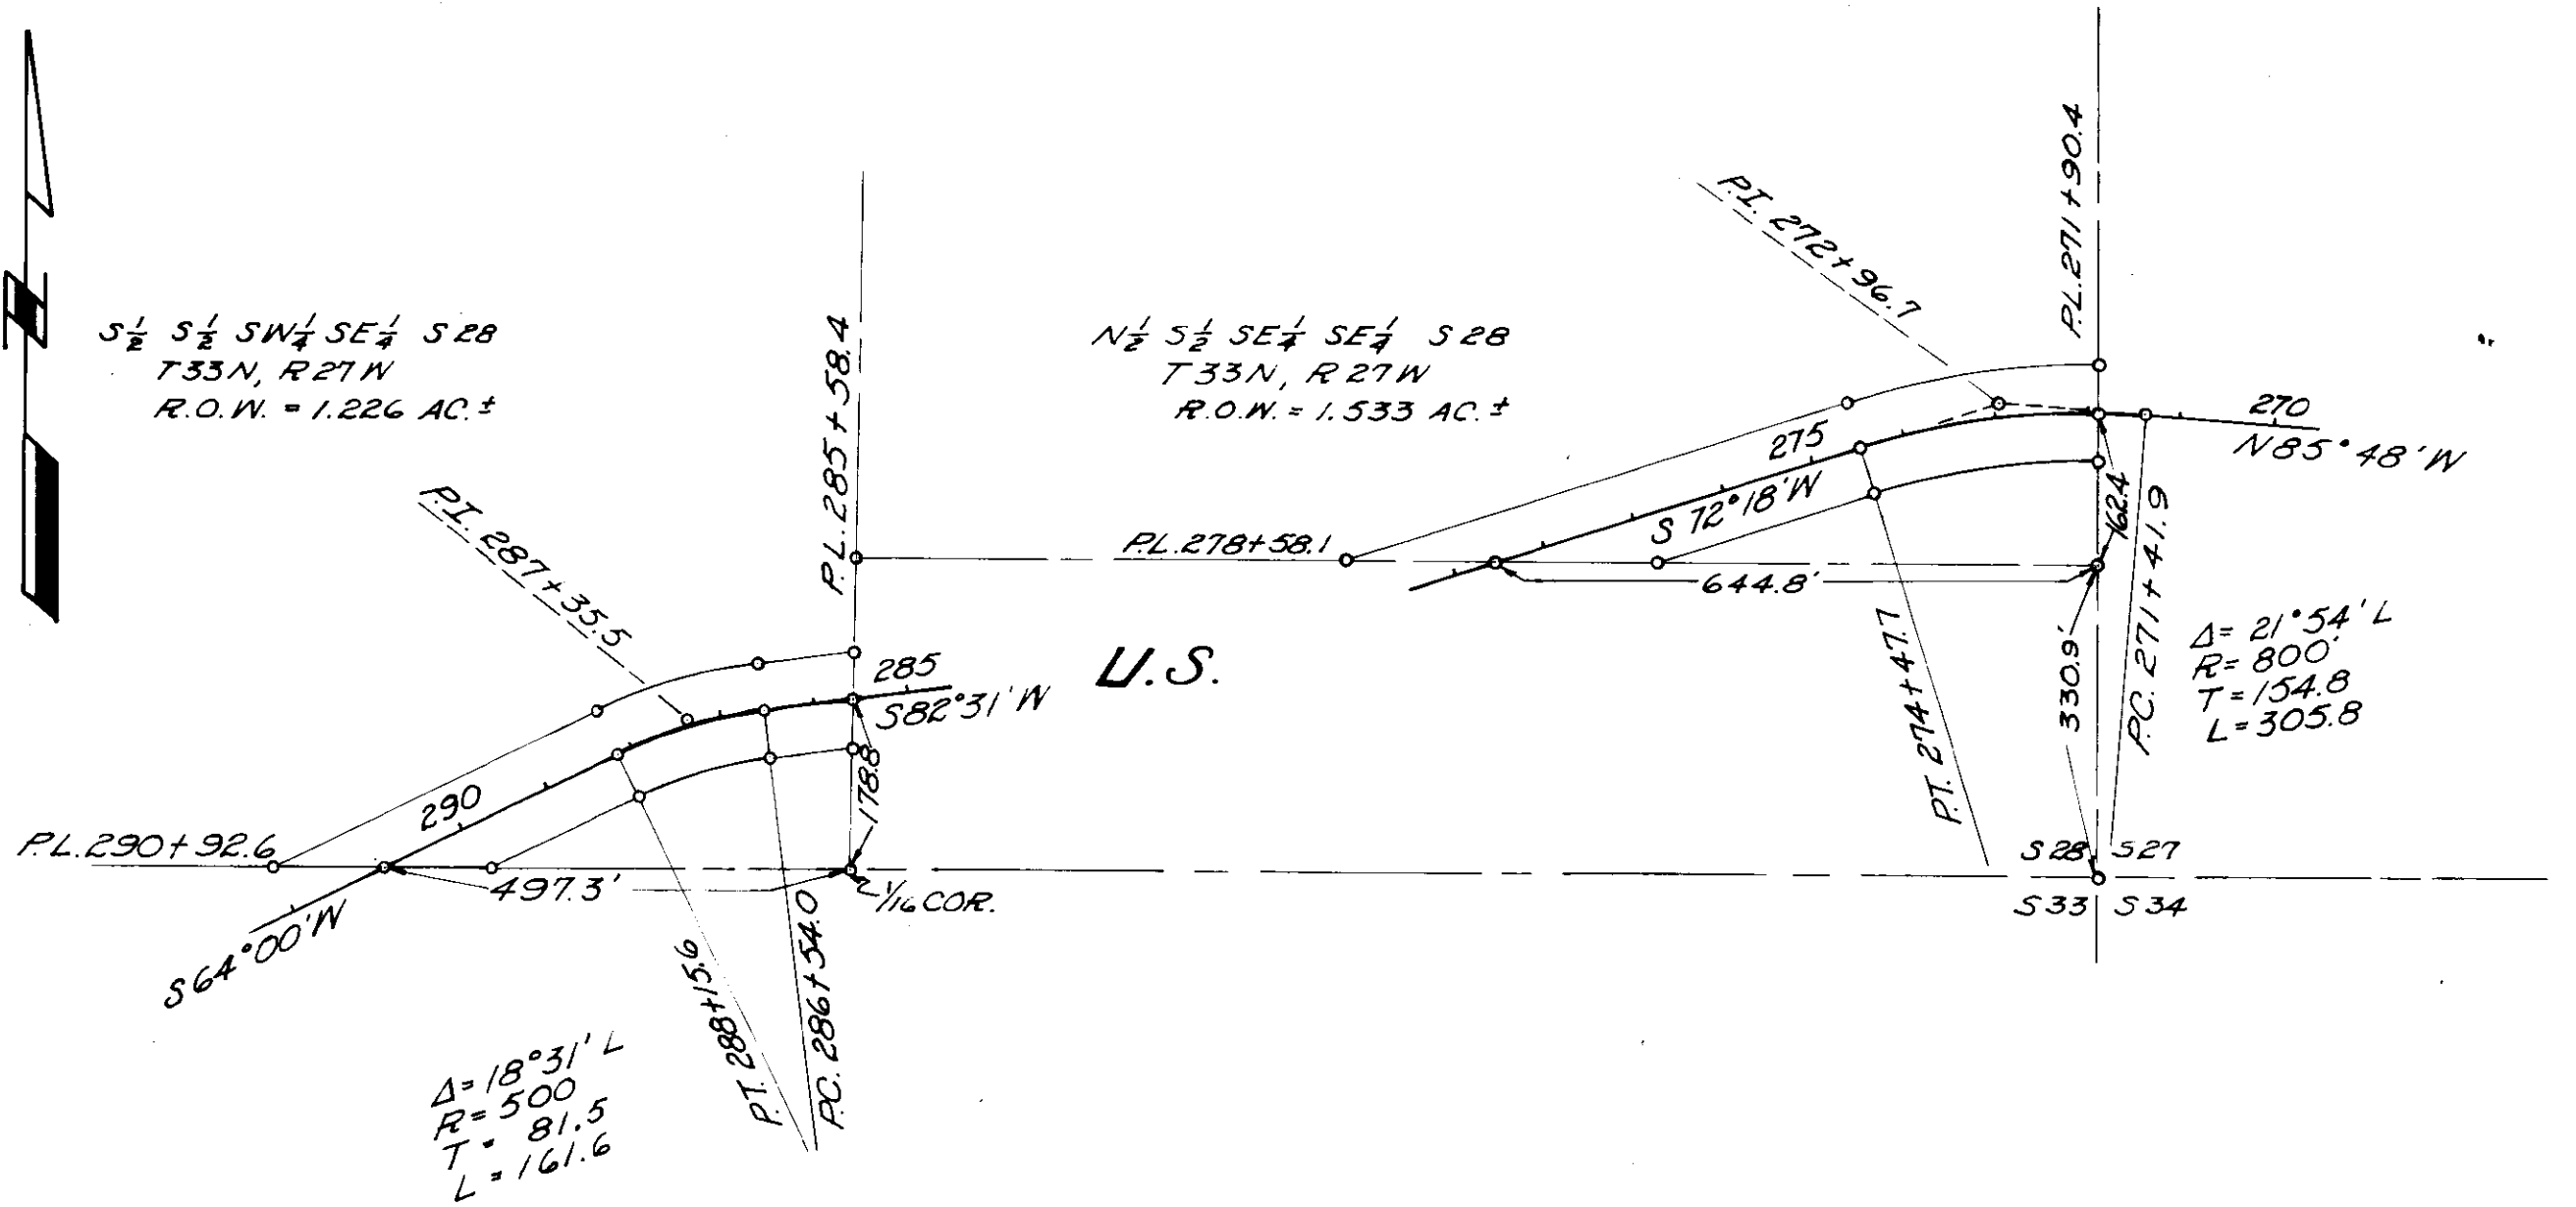 S½ S½ SW¼ SE¼ S 28
T33N, R27W
R.O.W. = 1.226 AC.±
N½ S½ SE¼ SE¼ S 28
T33N, R27W
R.O.W. = 1.533 AC.±
P.L. 285+58.4
P.I. 272+96.7
P.L. 271+90.4
270
N85°48'W
275
S 72°18'W
162.4
P.L. 278+58.1
644.8'
P.I. 287+35.5
285
S82°31'W
U.S.
178.8
330.9'
P.C. 271+41.9
P.T. 274+47.7
Δ= 21°54' L
R= 800'
T= 154.8
L= 305.8
290
P.L. 290+92.6
497.3'
1/16 COR.
S 28
S 27
S 33
S 34
S64°00'W
P.T. 288+15.6
P.C. 286+54.0
Δ= 18°31' L
R= 500
T= 81.5
L= 161.6